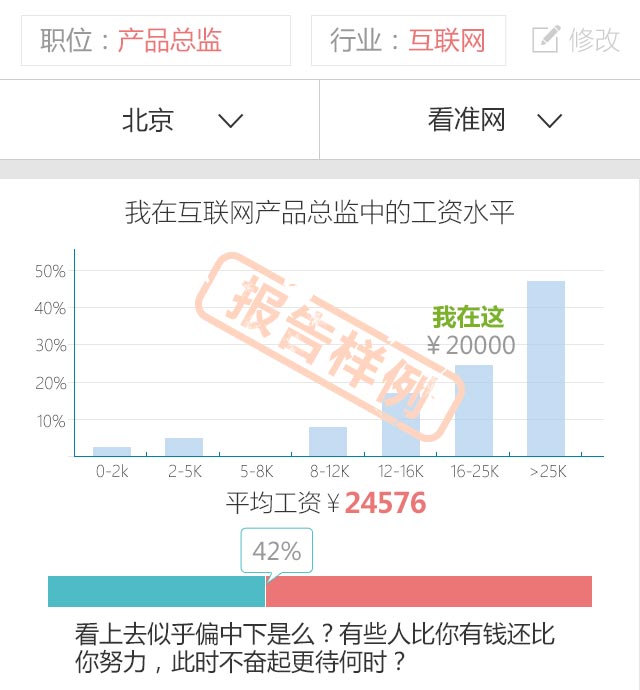 职位：产品总监
行业：互联网
修改
北京
看准网
我在互联网产品总监中的工资水平
50%
40%
30%
20%
10%
报告样例
我在这
￥20000
0-2k
2-5K
5-8K
8-12K
12-16K
16-25K
>25K
平均工资￥24576
42%
看上去似乎偏中下是么？有些人比你有钱还比
你努力，此时不奋起更待何时？